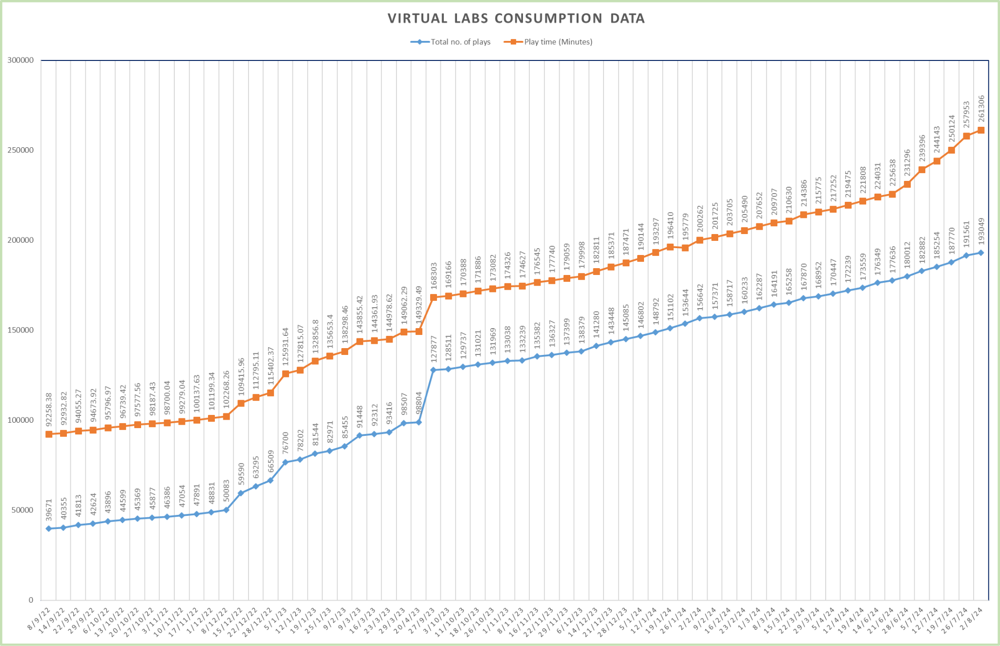 VIRTUAL LABS CONSUMPTION DATA
Total no. of plays Play time (Minutes)
300000
250000
200000
150000
100000
50000
0
92258.38 92932.82 94055.27 94673.92 95796.97 96739.42 97577.56 98187.43 98700.04 99279.04 100137.63 101199.34 102268.26 109415.96 112795.11 115402.37 125931.64 127815.07 132856.8 135653.4 138298.46 143855.42 144361.93 144978.62 149062.29 149329.49 168303 169166 170388 171886 173082 174326 174627 176545 177740 179059 179998 182811 185371 187471 190144 193297 196410 195779 200262 201725 203705 205490 207652 209707 210630 214386 215775 217252 219475 221808 224031 225638 231296 239396 244143 250124 257953 261306
39671 40355 41813 42624 43896 44599 45369 45877 46386 47054 47891 48831 50083 59590 63295 66509 76700 78202 81544 82971 85455 91448 92312 93416 98507 98804 127877 128511 129737 131021 131969 133038 133239 135382 136327 137399 138379 141280 143448 145085 146802 148792 151102 153644 156642 157371 158717 160233 162287 164191 165258 167870 168952 170447 172239 173559 176349 177636 180012 182882 185254 187770 191561 193049
8/9/22 14/9/22 22/9/22 29/9/22 6/10/22 13/10/22 20/10/22 27/10/22 3/11/22 10/11/22 17/11/22 1/12/22 8/12/22 15/12/22 22/12/22 28/12/22 5/1/23 12/1/23 19/1/23 25/1/23 9/2/23 9/3/23 16/3/23 23/3/23 29/3/23 20/4/23 27/9/23 3/10/23 11/10/23 18/10/23 26/10/23 1/11/23 8/11/23 16/11/23 22/11/23 29/11/23 6/12/23 14/12/23 21/12/23 28/12/23 5/1/24 12/1/24 19/1/24 26/1/24 2/2/24 9/2/24 16/2/24 23/2/24 1/3/24 8/3/24 15/3/24 22/3/24 29/3/24 5/4/24 12/4/24 19/4/24 14/6/24 21/6/24 28/6/24 5/7/24 12/7/24 19/7/24 26/7/24 2/8/24